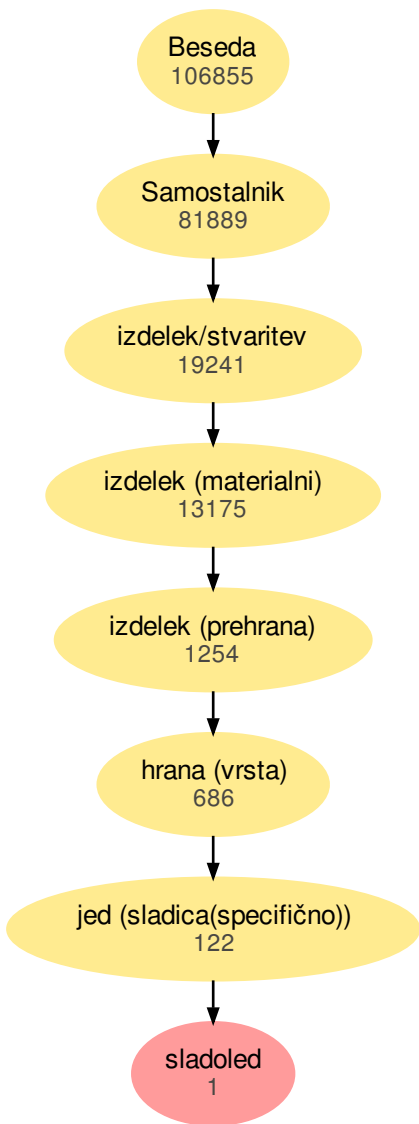 Beseda
106855
Samostalnik
81889
izdelek/stvaritev
19241
izdelek (materialni)
13175
izdelek (prehrana)
1254
hrana (vrsta)
686
jed (sladica(specifično))
122
sladoled
1